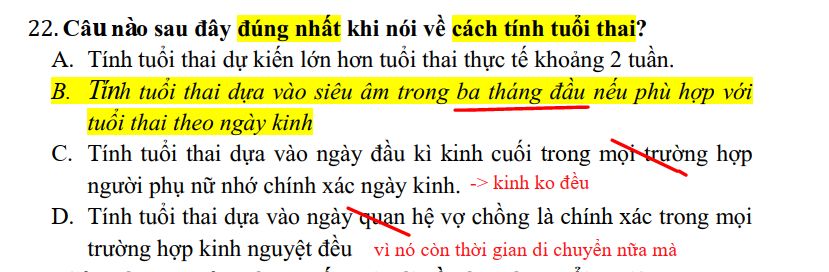 22. Câu nào sau đây đúng nhất khi nói về cách tính tuổi thai?
A. Tính tuổi thai dự kiến lớn hơn tuổi thai thực tế khoảng 2 tuần.
B. Tính tuổi thai dựa vào siêu âm trong ba tháng đầu nếu phù hợp với
tuổi thai theo ngày kinh
C. Tính tuổi thai dựa vào ngày đầu kì kinh cuối trong mọi trường hợp
người phụ nữ nhớ chính xác ngày kinh. -> kinh ko đều
D. Tính tuổi thai dựa vào ngày quan hệ vợ chồng là chính xác trong mọi
trường hợp kinh nguyệt đều vì nó còn thời gian di chuyển nữa mà